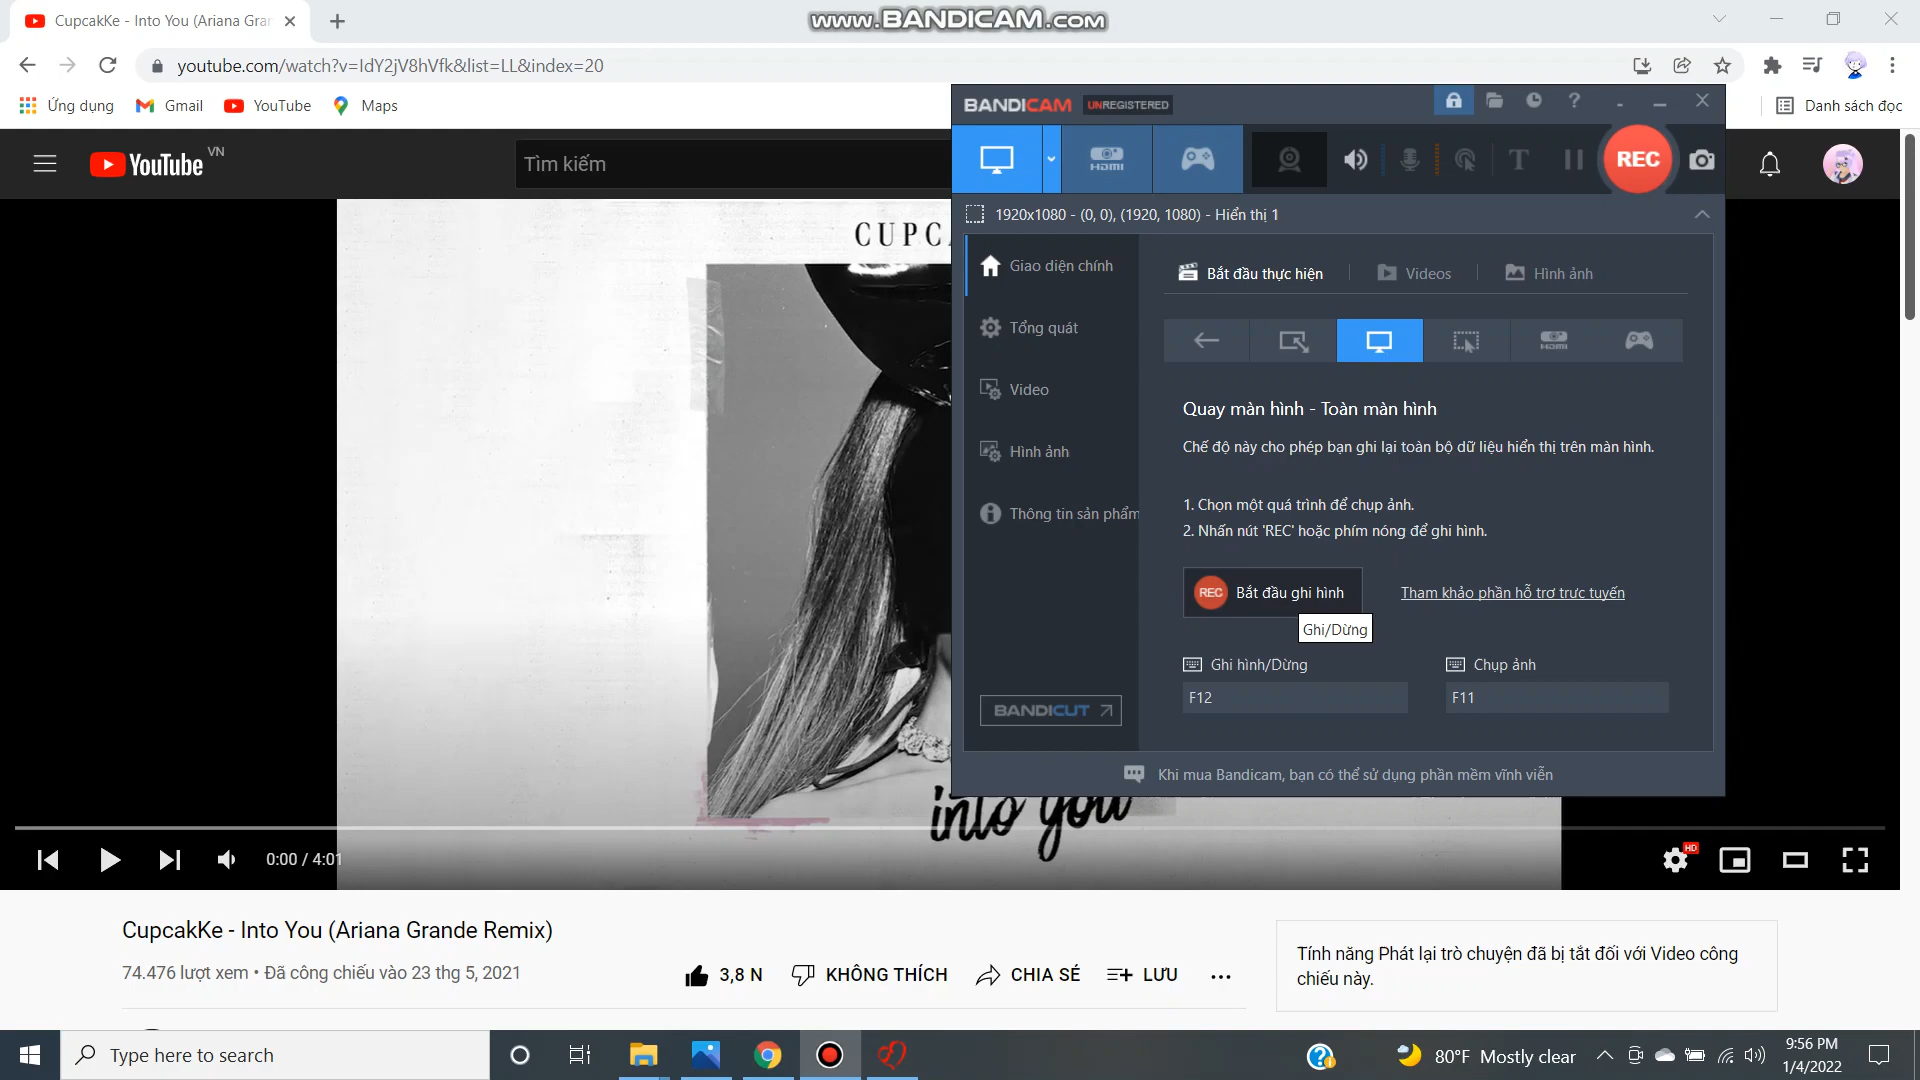 CupcakKe - Into You (Ariana Gran
www.BANDICAM.com
youtube.com/watch?v=IdY2jV8hVfk&list=LL&index=20
Ứng dụng
Gmail
YouTube
Maps
Danh sách đọc
BANDICAM UNREGISTERED
YouTube VN
Tìm kiếm
HDMI
T
REC
1920x1080 - (0, 0), (1920, 1080) - Hiển thị 1
Giao diện chính
Tổng quát
Video
Hình ảnh
Thông tin sản phẩm
BANDICUT
Bắt đầu thực hiện
Videos
Hình ảnh
HDMI
Quay màn hình - Toàn màn hình
Chế độ này cho phép bạn ghi lại toàn bộ dữ liệu hiển thị trên màn hình.
1. Chọn một quá trình để chụp ảnh.
2. Nhấn nút 'REC' hoặc phím nóng để ghi hình.
REC Bắt đầu ghi hình
Tham khảo phần hỗ trợ trực tuyến
Ghi/Dừng
Ghi hình/Dừng
Chụp ảnh
F12
F11
Khi mua Bandicam, bạn có thể sử dụng phần mềm vĩnh viễn
CUPC
into you
0:00 / 4:01
HD
CupcakKe - Into You (Ariana Grande Remix)
74.476 lượt xem • Đã công chiếu vào 23 thg 5, 2021
3,8 N
KHÔNG THÍCH
CHIA SẺ
LƯU
Tính năng Phát lại trò chuyện đã bị tắt đối với Video công
chiếu này.
Type here to search
80°F Mostly clear
9:56 PM
1/4/2022